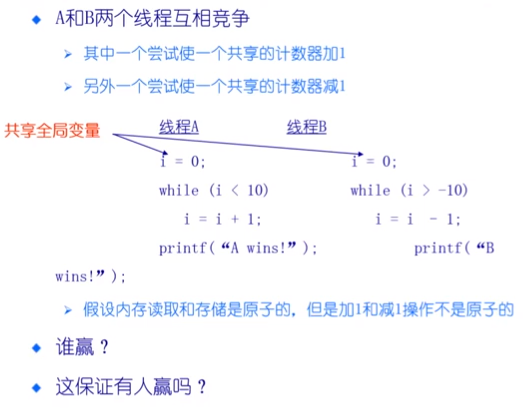 A和B两个线程互相竞争
其中一个尝试使一个共享的计数器加1
另外一个尝试使一个共享的计数器减1
共享全局变量 线程A 线程B
i = 0; i = 0;
while (i < 10) while (i > -10)
i = i + 1; i = i - 1;
printf(“A wins!”); printf(“B
wins!”);
假设内存读取和存储是原子的，但是加1和减1操作不是原子的
谁赢？
这保证有人赢吗？